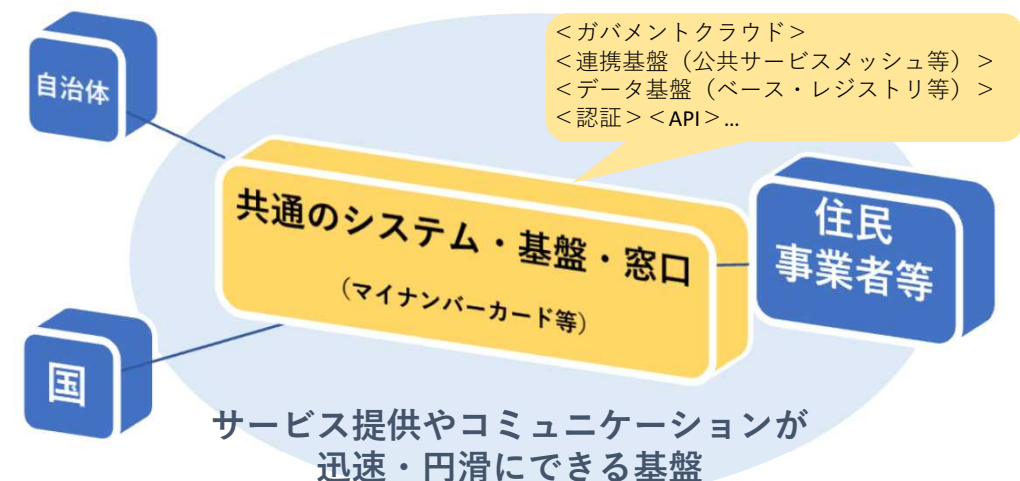 ＜ガバメントクラウド＞
＜連携基盤（公共サービスメッシュ等）＞
＜データ基盤（ベース・レジストリ等）＞
＜認証＞＜API＞…
自治体
共通のシステム・基盤・窓口
（マイナンバーカード等）
住民
事業者等
国
サービス提供やコミュニケーションが
迅速・円滑にできる基盤